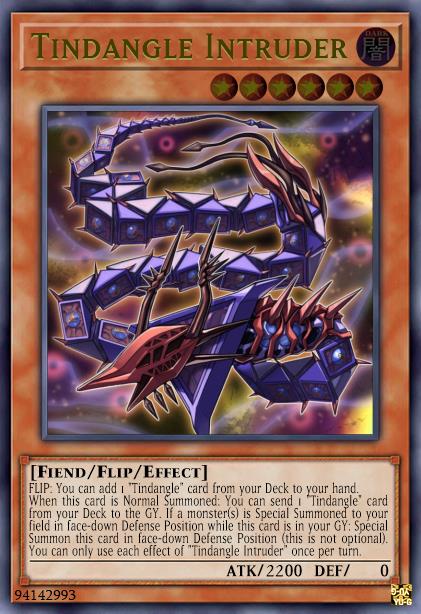 Tindangle Intruder
DARK
闇
[Fiend/Flip/Effect]
FLIP: You can add 1 "Tindangle" card from your Deck to your hand.
When this card is Normal Summoned: You can send 1 "Tindangle" card
from your Deck to the GY. If a monster(s) is Special Summoned to your
field in face-down Defense Position while this card is in your GY: Special
Summon this card in face-down Defense Position (this is not optional).
You can only use each effect of "Tindangle Intruder" once per turn.
ATK/2200 DEF/ 0
94142993